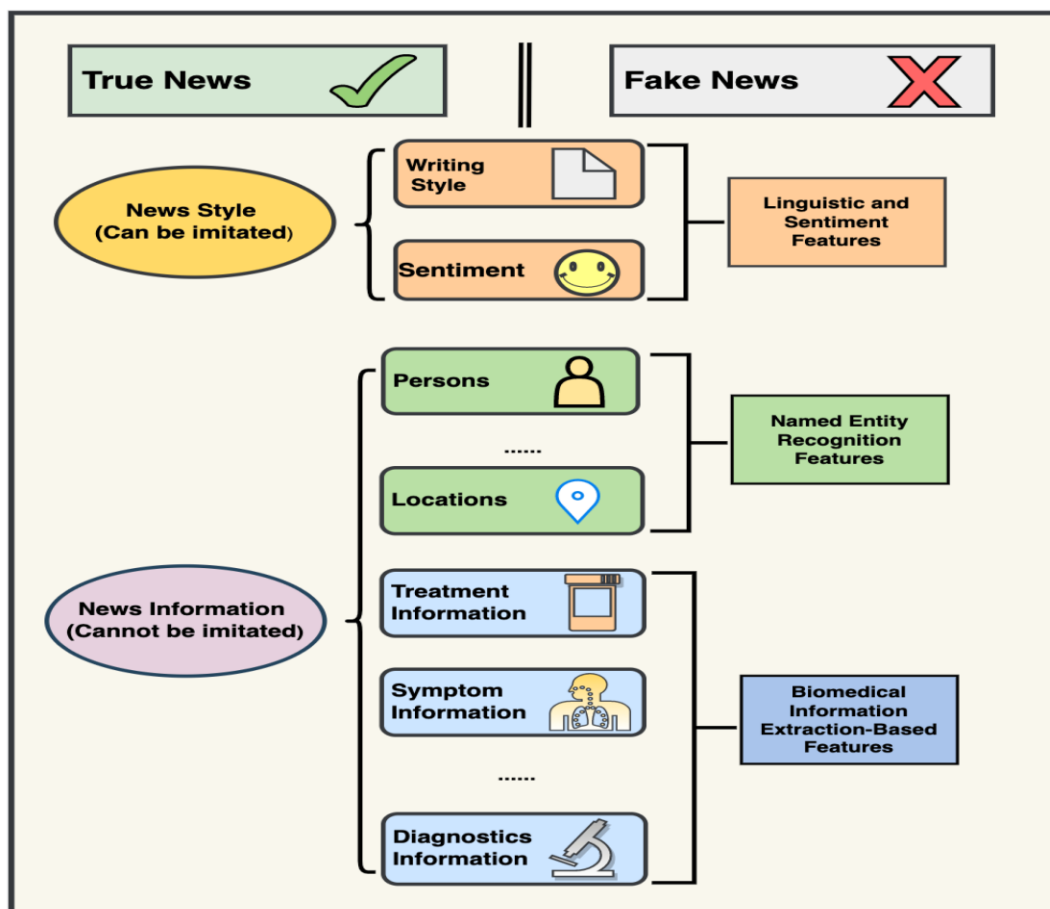 True News
Fake News
News Style
(Can be imitated)
Writing
Style
Sentiment
Linguistic and
Sentiment
Features
Persons
......
Locations
Named Entity
Recognition
Features
News Information
(Cannot be imitated)
Treatment
Information
Symptom
Information
......
Diagnostics
Information
Biomedical
Information
Extraction-Based
Features